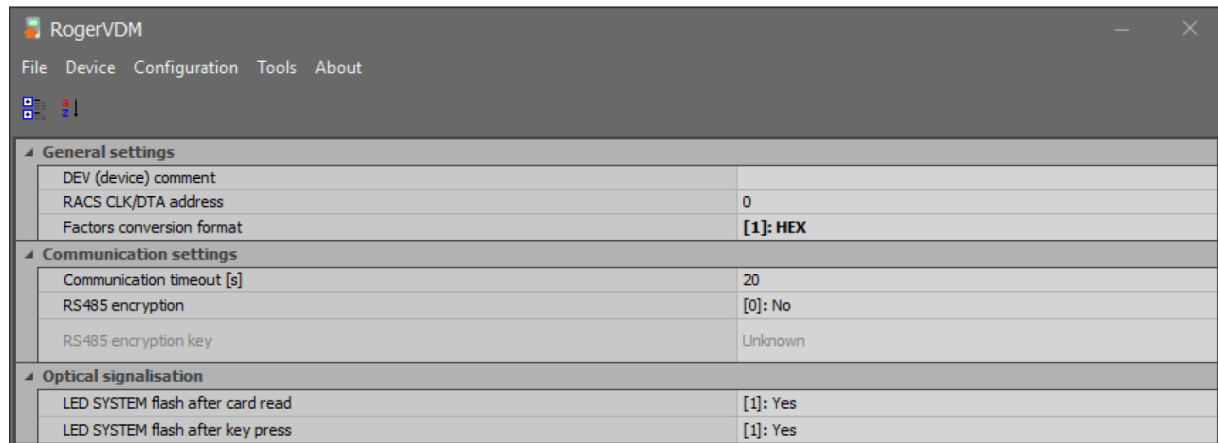 RogerVDM
File Device Configuration Tools About
General settings
DEV (device) comment
RACS CLK/DTA address 0
Factors conversion format [1]: HEX
Communication settings
Communication timeout [s] 20
RS485 encryption [0]: No
RS485 encryption key Unknown
Optical signalisation
LED SYSTEM flash after card read [1]: Yes
LED SYSTEM flash after key press [1]: Yes